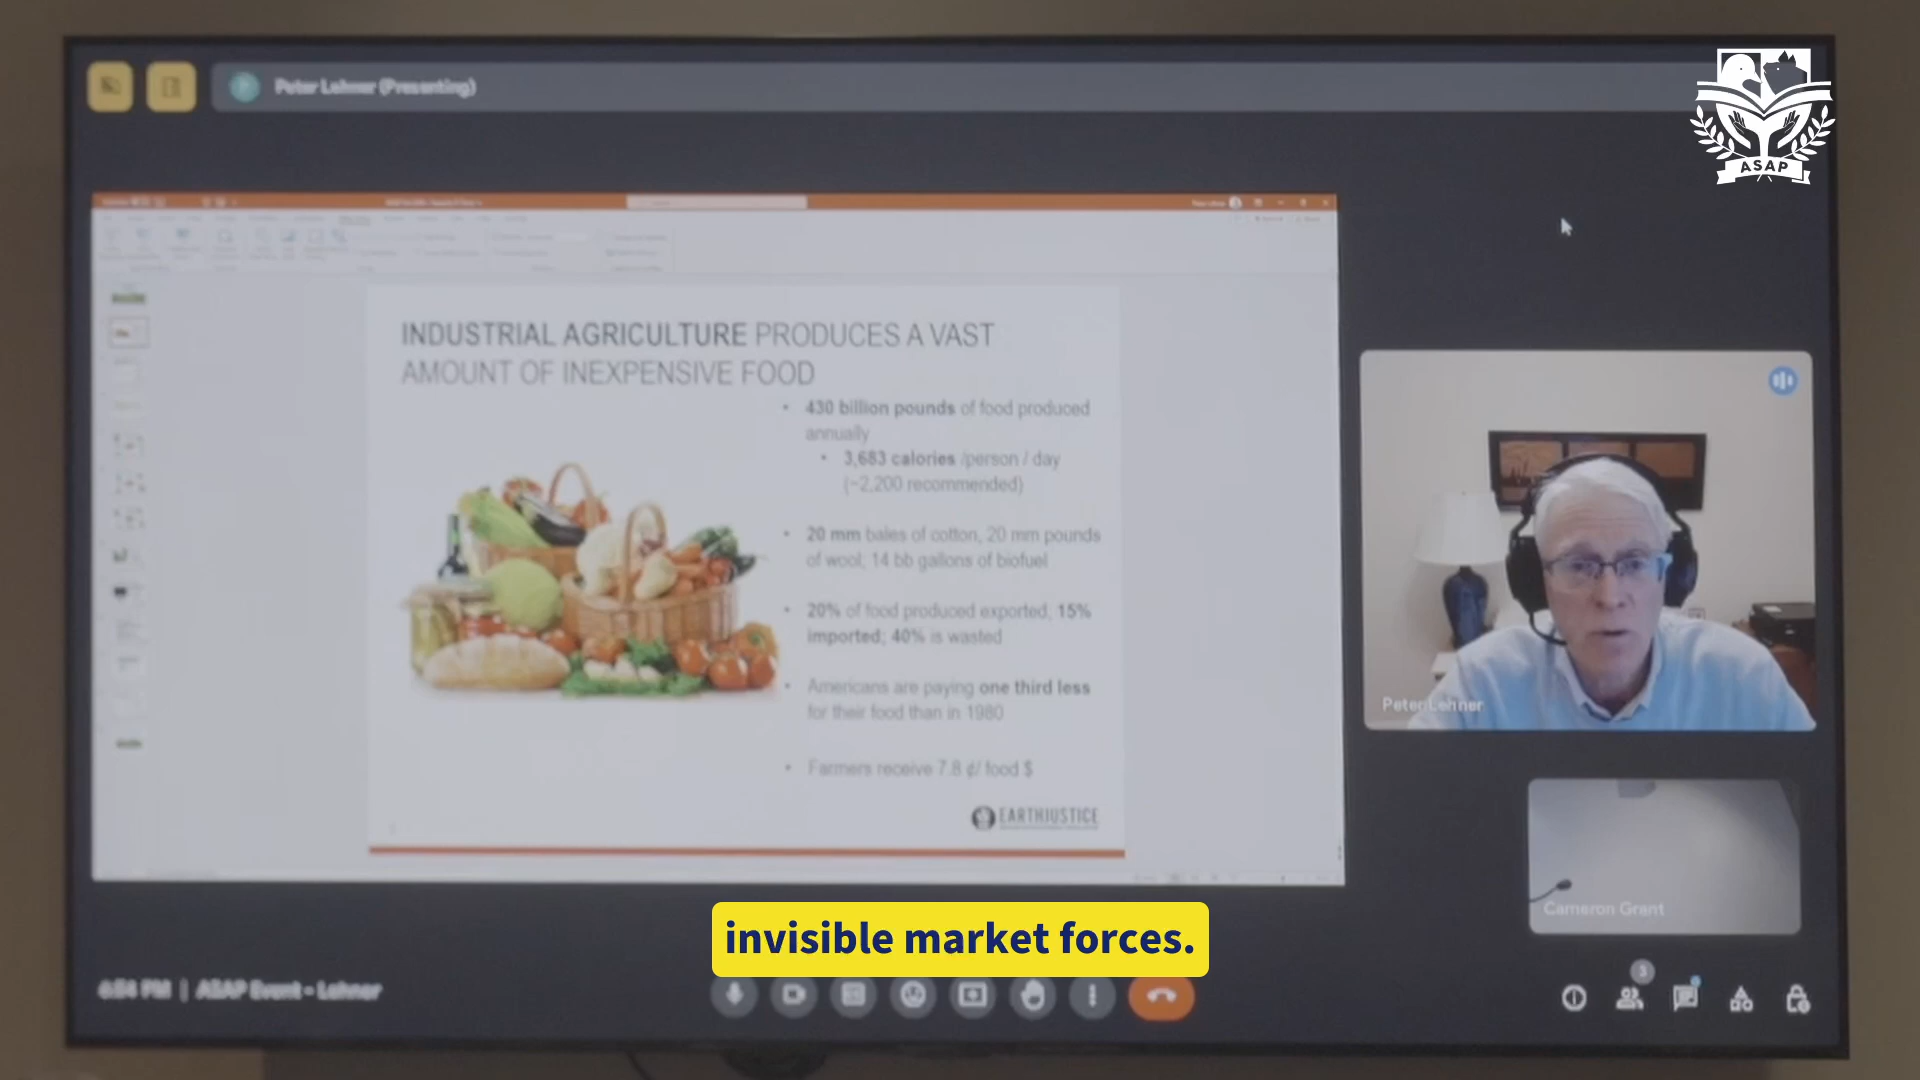 Peter Lehner (Presenting)
ASAP
INDUSTRIAL AGRICULTURE PRODUCES A VAST
AMOUNT OF INEXPENSIVE FOOD
• 430 billion pounds of food produced
annually
• 3,683 calories /person / day
(~2,200 recommended)
• 20 mm bales of cotton, 20 mm pounds
of wool; 14 bb gallons of biofuel
• 20% of food produced exported; 15%
imported; 40% is wasted
• Americans are paying one third less
for their food than in 1980
• Farmers receive 7.8 ¢/ food $
EARTHJUSTICE
Peter Lehner
Cameron Grant
invisible market forces.
6:54 PM | ASAP Event - Lehner
3